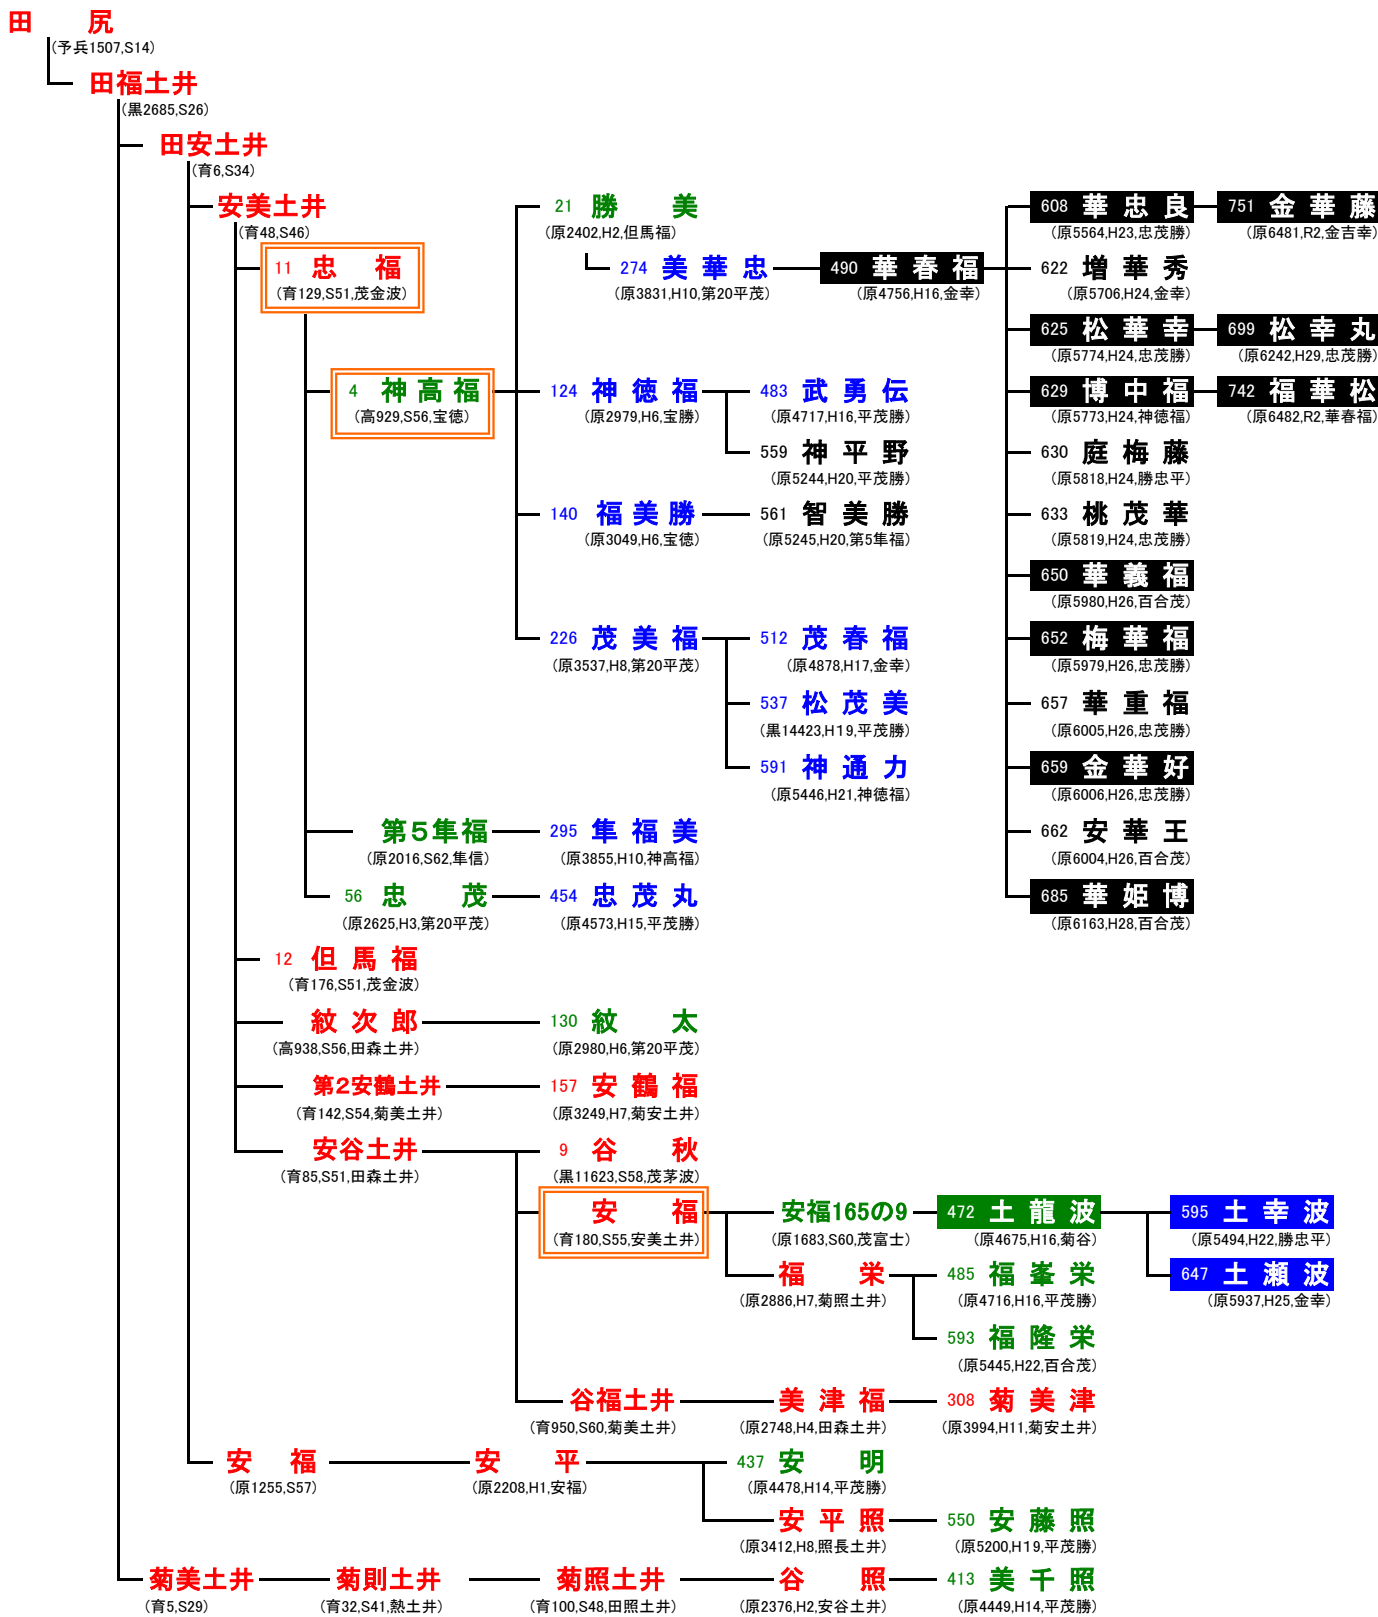 田 尻
(予兵1507,S14)
田福土井
(黒2685,S26)
田安土井
(育6,S34)
安美土井
(育48,S46)
21 勝 美
(原2402,H2,但馬福)
608 華忠良
(原5564,H23,忠茂勝)
751 金華藤
(原6481,R2,金吉幸)
11 忠 福
(育129,S51,茂金波)
274 美華忠
(原3831,H10,第20平茂)
490 華春福
(原4756,H16,金幸)
622 増華秀
(原5706,H24,金幸)
625 松華幸
(原5774,H24,忠茂勝)
699 松幸丸
(原6242,H29,忠茂勝)
4 神高福
(高929,S56,宝徳)
124 神徳福
(原2979,H6,宝勝)
483 武勇伝
(原4717,H16,平茂勝)
629 博中福
(原5773,H24,神徳福)
742 福華松
(原6482,R2,華春福)
559 神平野
(原5244,H20,平茂勝)
630 庭梅藤
(原5818,H24,勝忠平)
140 福美勝
(原3049,H6,宝徳)
561 智美勝
(原5245,H20,第5隼福)
633 桃茂華
(原5819,H24,忠茂勝)
650 華義福
(原5980,H26,百合茂)
226 茂美福
(原3537,H8,第20平茂)
512 茂春福
(原4878,H17,金幸)
652 梅華福
(原5979,H26,忠茂勝)
537 松茂美
(黒14423,H19,平茂勝)
657 華重福
(原6005,H26,忠茂勝)
591 神通力
(原5446,H21,神徳福)
659 金華好
(原6006,H26,忠茂勝)
第5隼福
(原2016,S62,隼信)
295 隼福美
(原3855,H10,神高福)
662 安華王
(原6004,H26,百合茂)
56 忠 茂
(原2625,H3,第20平茂)
454 忠茂丸
(原4573,H15,平茂勝)
685 華姫博
(原6163,H28,百合茂)
12 但馬福
(育176,S51,茂金波)
紋次郎
(高938,S56,田森土井)
130 紋 太
(原2980,H6,第20平茂)
第2安鶴土井
(育142,S54,菊美土井)
157 安鶴福
(原3249,H7,菊安土井)
安谷土井
(育85,S51,田森土井)
9 谷 秋
(黒11623,S58,茂茅波)
安 福
(育180,S55,安美土井)
安福165の9
(原1683,S60,茂富士)
472 土龍波
(原4675,H16,菊谷)
595 土幸波
(原5494,H22,勝忠平)
福 栄
(原2886,H7,菊照土井)
485 福峯栄
(原4716,H16,平茂勝)
647 土瀬波
(原5937,H25,金幸)
593 福隆栄
(原5445,H22,百合茂)
谷福土井
(育950,S60,菊美土井)
美津福
(原2748,H4,田森土井)
308 菊美津
(原3994,H11,菊安土井)
安 福
(原1255,S57)
安 平
(原2208,H1,安福)
437 安 明
(原4478,H14,平茂勝)
安平照
(原3412,H8,照長土井)
550 安藤照
(原5200,H19,平茂勝)
菊美土井
(育5,S29)
菊則土井
(育32,S41,熱土井)
菊照土井
(育100,S48,田照土井)
谷 照
(原2376,H2,安谷土井)
413 美千照
(原4449,H14,平茂勝)